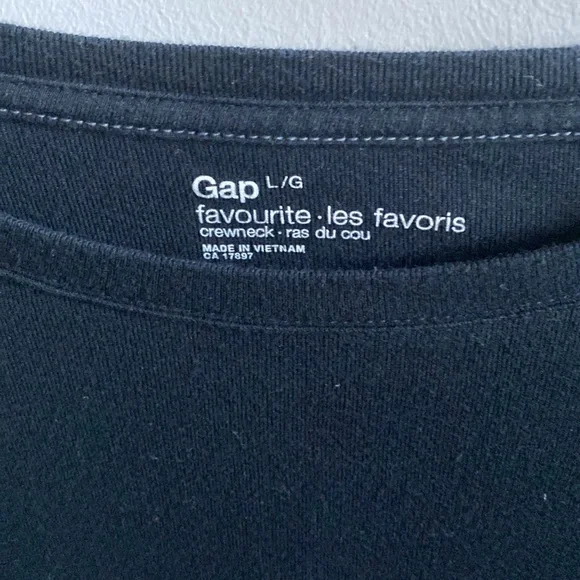 Gap L/G
favourite · les favoris
crewneck · ras du cou
MADE IN VIETNAM
CA 17897